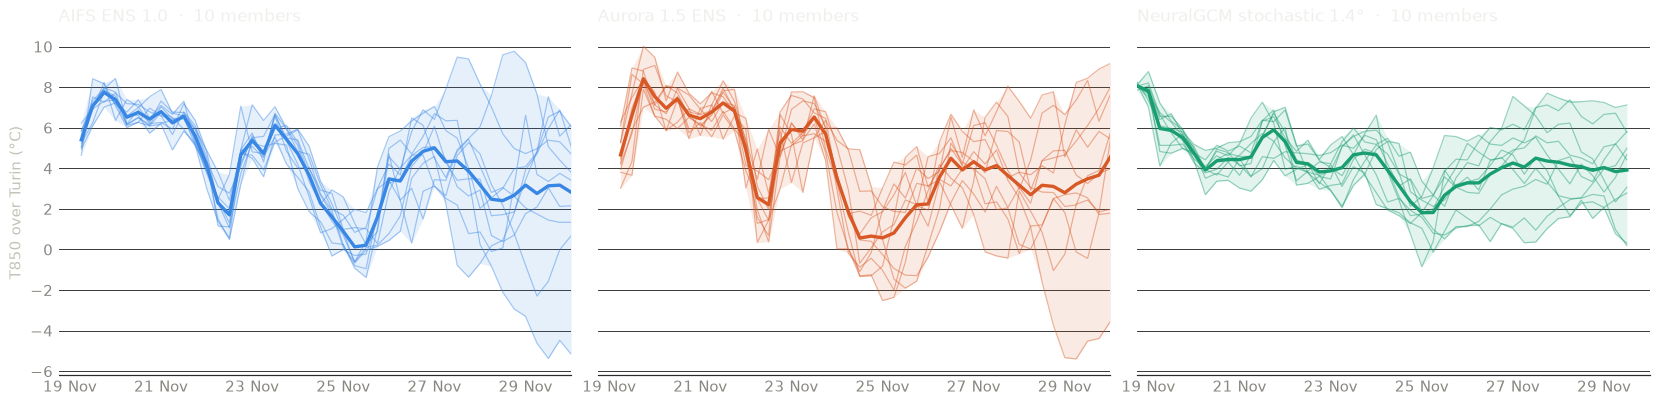 AIFS ENS 1.0 · 10 members
Aurora 1.5 ENS · 10 members
NeuralGCM stochastic 1.4° · 10 members
T850 over Turin (°C)
10
8
6
4
2
0
−2
−4
−6
19 Nov 21 Nov 23 Nov 25 Nov 27 Nov 29 Nov
19 Nov 21 Nov 23 Nov 25 Nov 27 Nov 29 Nov
19 Nov 21 Nov 23 Nov 25 Nov 27 Nov 29 Nov